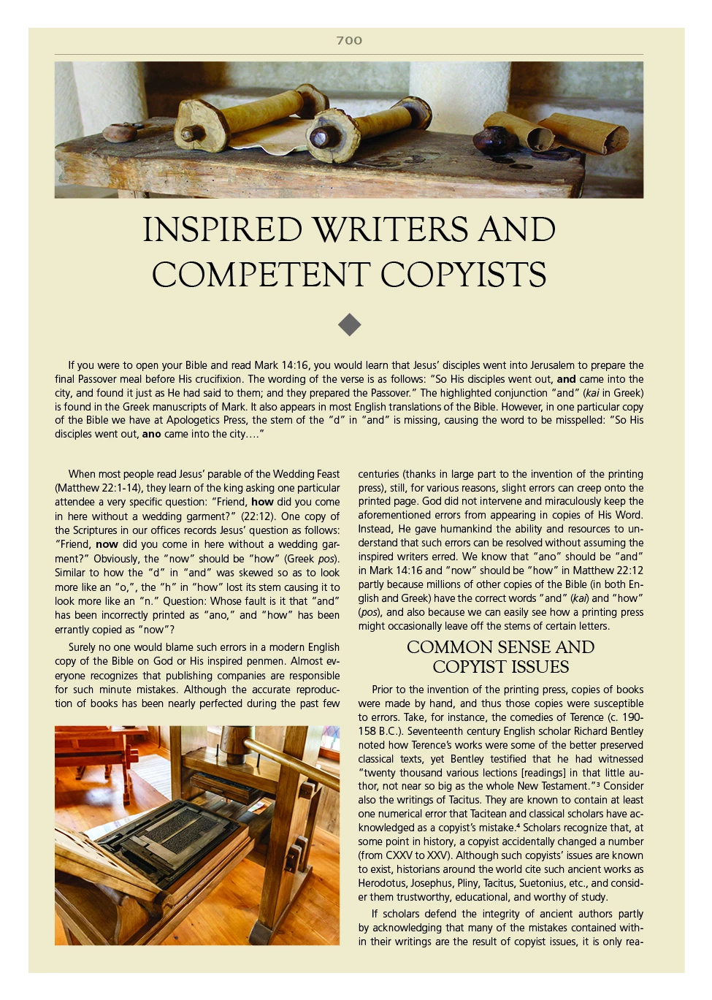 700
INSPIRED WRITERS AND
COMPETENT COPYISTS
If you were to open your Bible and read Mark 14:16, you would learn that Jesus’ disciples went into Jerusalem to prepare the
final Passover meal before His crucifixion. The wording of the verse is as follows: “So His disciples went out, and came into the
city, and found it just as He had said to them; and they prepared the Passover.” The highlighted conjunction “and” (kai in Greek)
is found in the Greek manuscripts of Mark. It also appears in most English translations of the Bible. However, in one particular copy
of the Bible we have at Apologetics Press, the stem of the “d” in “and” is missing, causing the word to be misspelled: “So His
disciples went out, ano came into the city….”
When most people read Jesus’ parable of the Wedding Feast
(Matthew 22:1-14), they learn of the king asking one particular
attendee a very specific question: “Friend, how did you come
in here without a wedding garment?” (22:12). One copy of
the Scriptures in our offices records Jesus’ question as follows:
“Friend, now did you come in here without a wedding gar-
ment?” Obviously, the “now” should be “how” (Greek pos).
Similar to how the “d” in “and” was skewed so as to look
more like an “o,”, the “h” in “how” lost its stem causing it to
look more like an “n.” Question: Whose fault is it that “and”
has been incorrectly printed as “ano,” and “how” has been
errantly copied as “now”?
Surely no one would blame such errors in a modern English
copy of the Bible on God or His inspired penmen. Almost ev-
eryone recognizes that publishing companies are responsible
for such minute mistakes. Although the accurate reproduc-
tion of books has been nearly perfected during the past few
centuries (thanks in large part to the invention of the printing
press), still, for various reasons, slight errors can creep onto the
printed page. God did not intervene and miraculously keep the
aforementioned errors from appearing in copies of His Word.
Instead, He gave humankind the ability and resources to un-
derstand that such errors can be resolved without assuming the
inspired writers erred. We know that “ano” should be “and”
in Mark 14:16 and “now” should be “how” in Matthew 22:12
partly because millions of other copies of the Bible (in both En-
glish and Greek) have the correct words “and” (kai) and “how”
(pos), and also because we can easily see how a printing press
might occasionally leave off the stems of certain letters.
COMMON SENSE AND
COPYIST ISSUES
Prior to the invention of the printing press, copies of books
were made by hand, and thus those copies were susceptible
to errors. Take, for instance, the comedies of Terence (c. 190-
158 B.C.). Seventeenth century English scholar Richard Bentley
noted how Terence’s works were some of the better preserved
classical texts, yet Bentley testified that he had witnessed
“twenty thousand various lections [readings] in that little au-
thor, not near so big as the whole New Testament.”³ Consider
also the writings of Tacitus. They are known to contain at least
one numerical error that Tacitean and classical scholars have ac-
knowledged as a copyist’s mistake.⁴ Scholars recognize that, at
some point in history, a copyist accidentally changed a number
(from CXXV to XXV). Although such copyists’ issues are known
to exist, historians around the world cite such ancient works as
Herodotus, Josephus, Pliny, Tacitus, Suetonius, etc., and consid-
er them trustworthy, educational, and worthy of study.
If scholars defend the integrity of ancient authors partly
by acknowledging that many of the mistakes contained with-
in their writings are the result of copyist issues, it is only rea-